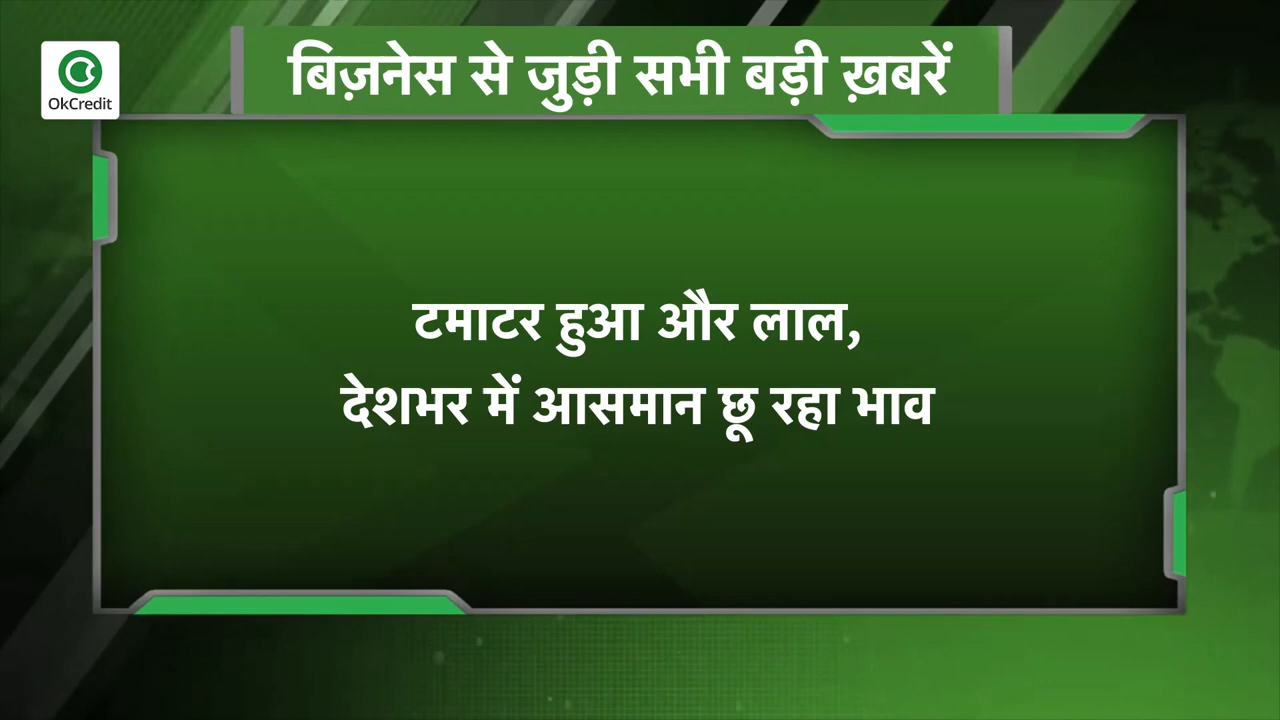 बिज़नेस से जुड़ी सभी बड़ी ख़बरें
OkCredit
टमाटर हुआ और लाल,
देशभर में आसमान छू रहा भाव